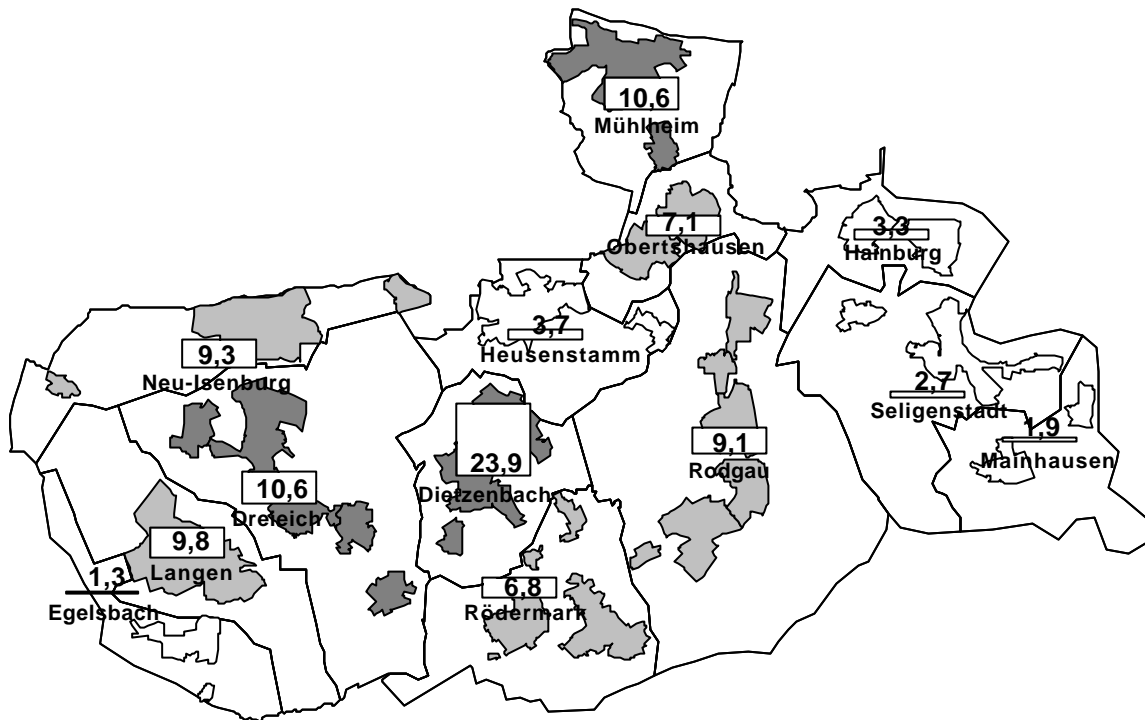 10,6
Mühlheim
7,1
Obertshausen
3,3
Hainburg
3,7
Heusenstamm
9,3
Neu-Isenburg
2,7
Seligenstadt
1,9
Mainhausen
9,1
Rodgau
23,9
Dietzenbach
10,6
Dreieich
9,8
Langen
1,3
Egelsbach
6,8
Rödermark